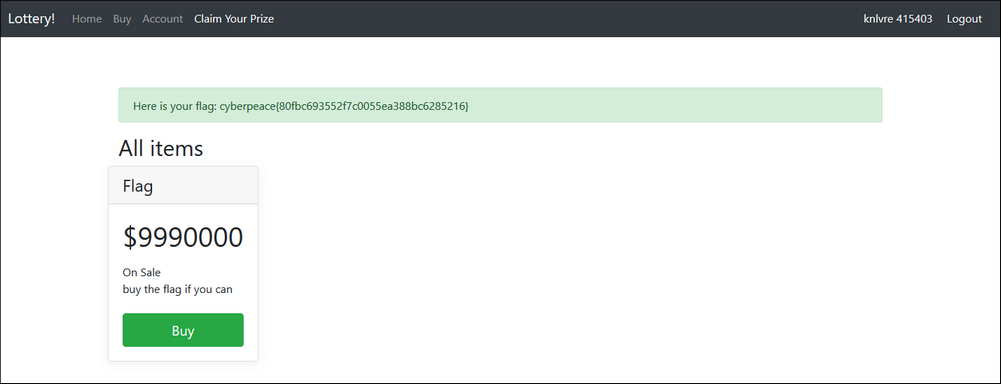 Lottery! Home Buy Account Claim Your Prize knlvre 415403 Logout
Here is your flag: cyberpeace{80fbc693552f7c0055ea388bc6285216}
All items
Flag
$9990000
On Sale
buy the flag if you can
Buy